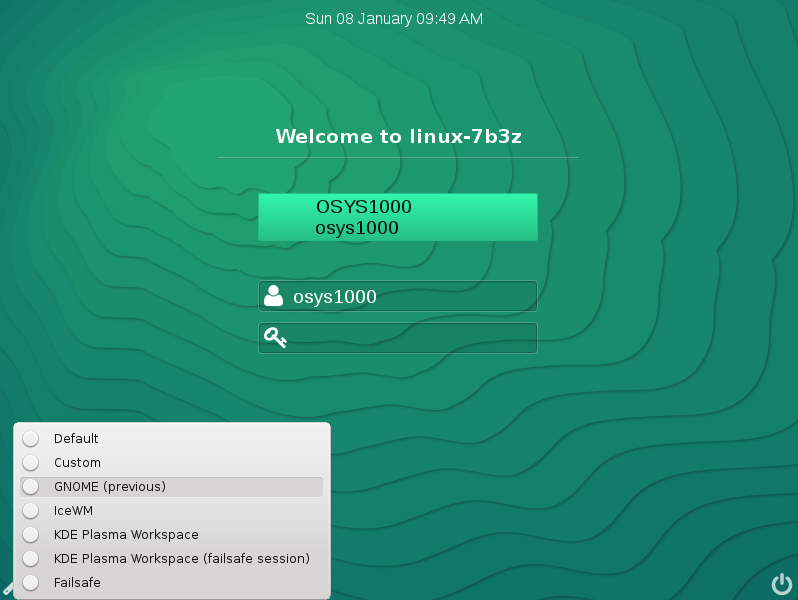 Sun 08 January 09:49 AM
Welcome to linux-7b3z
OSYS1000
osys1000
osys1000
Default
Custom
GNOME (previous)
IceWM
KDE Plasma Workspace
KDE Plasma Workspace (failsafe session)
Failsafe